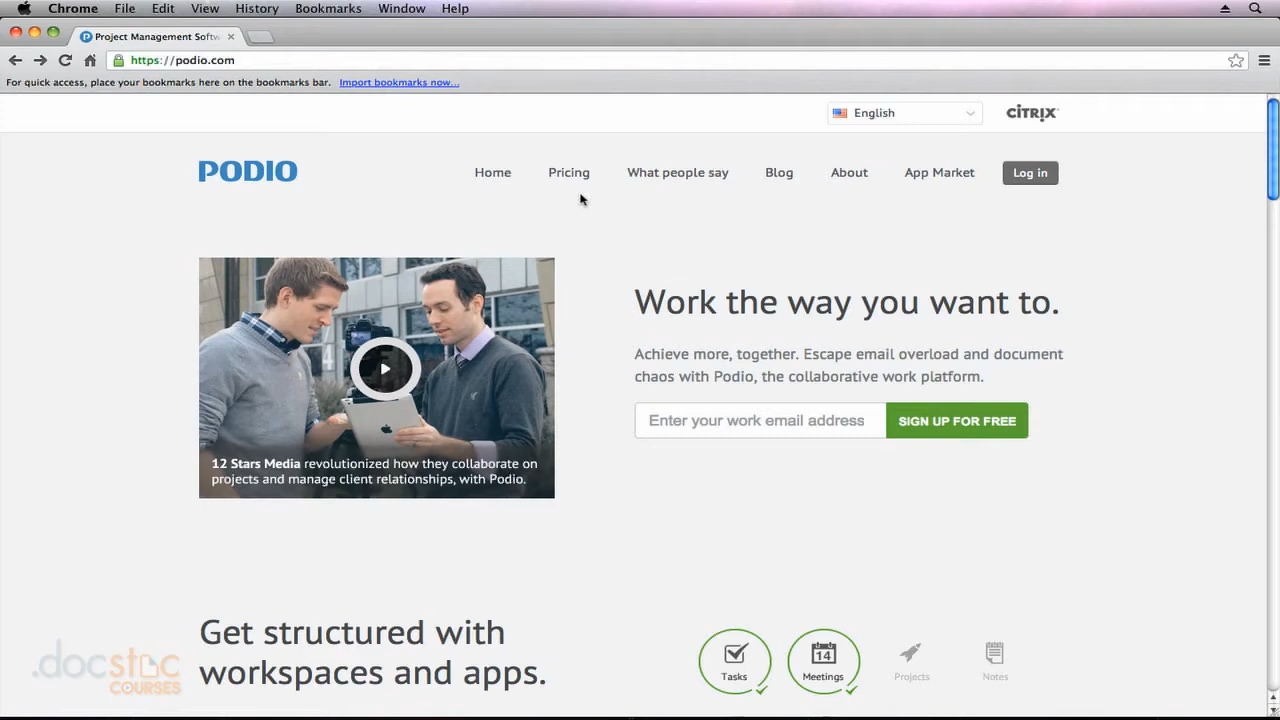 Chrome File Edit View History Bookmarks Window Help
Project Management Softw
https://podio.com
For quick access, place your bookmarks here on the bookmarks bar. Import bookmarks now...
English CITRIX
PODIO Home Pricing What people say Blog About App Market Log in
Work the way you want to.
Achieve more, together. Escape email overload and document
chaos with Podio, the collaborative work platform.
Enter your work email address SIGN UP FOR FREE
12 Stars Media revolutionized how they collaborate on
projects and manage client relationships, with Podio.
Get structured with
workspaces and apps.
14
Tasks Meetings Projects Notes
.docstoc
COURSES